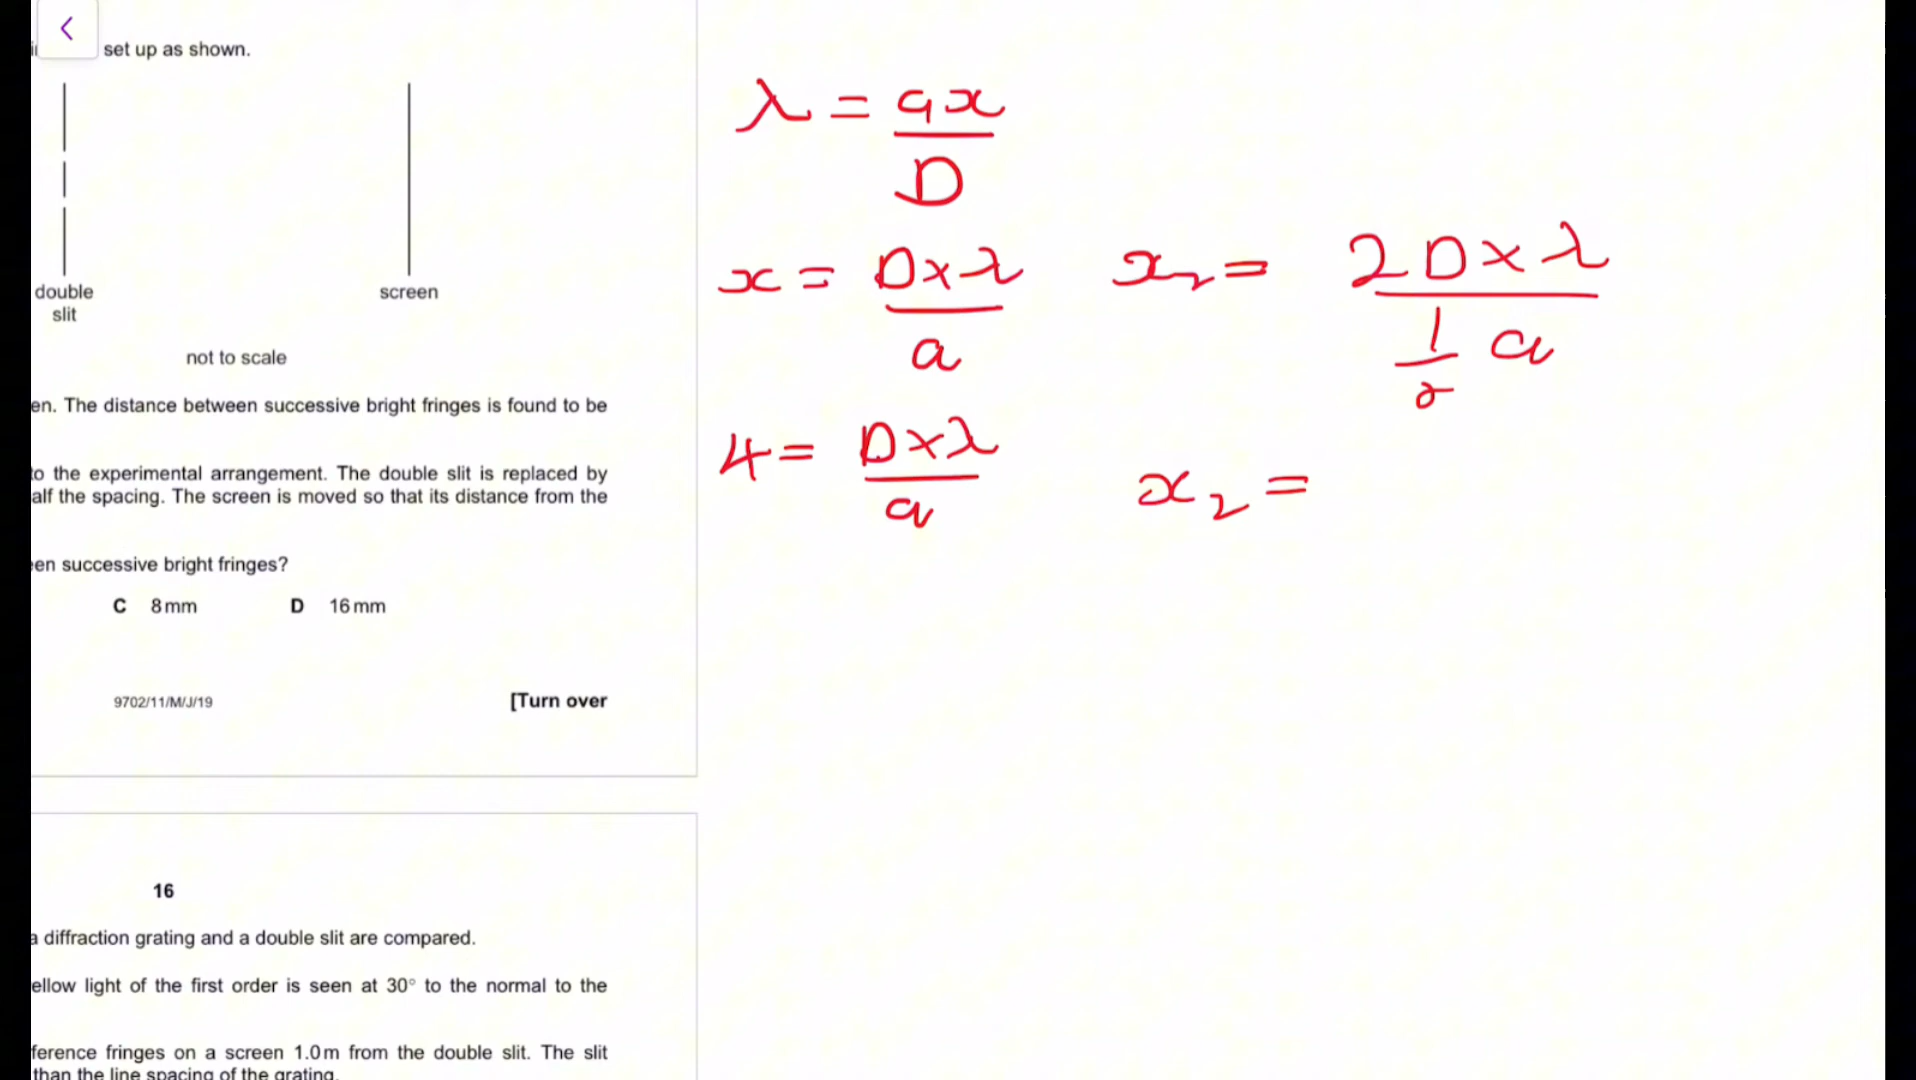 set up as shown.
double
slit
screen
not to scale
en. The distance between successive bright fringes is found to be
to the experimental arrangement. The double slit is replaced by
alf the spacing. The screen is moved so that its distance from the
een successive bright fringes?
C 8 mm D 16 mm
9702/11/M/J/19 [Turn over
16
a diffraction grating and a double slit are compared.
ellow light of the first order is seen at 30° to the normal to the
ference fringes on a screen 1.0 m from the double slit. The slit
than the line spacing of the grating.
λ = ax
D
x = D×λ
a
x₂ = 2D×λ
1/2 a
4 = D×λ
a
x₂ =